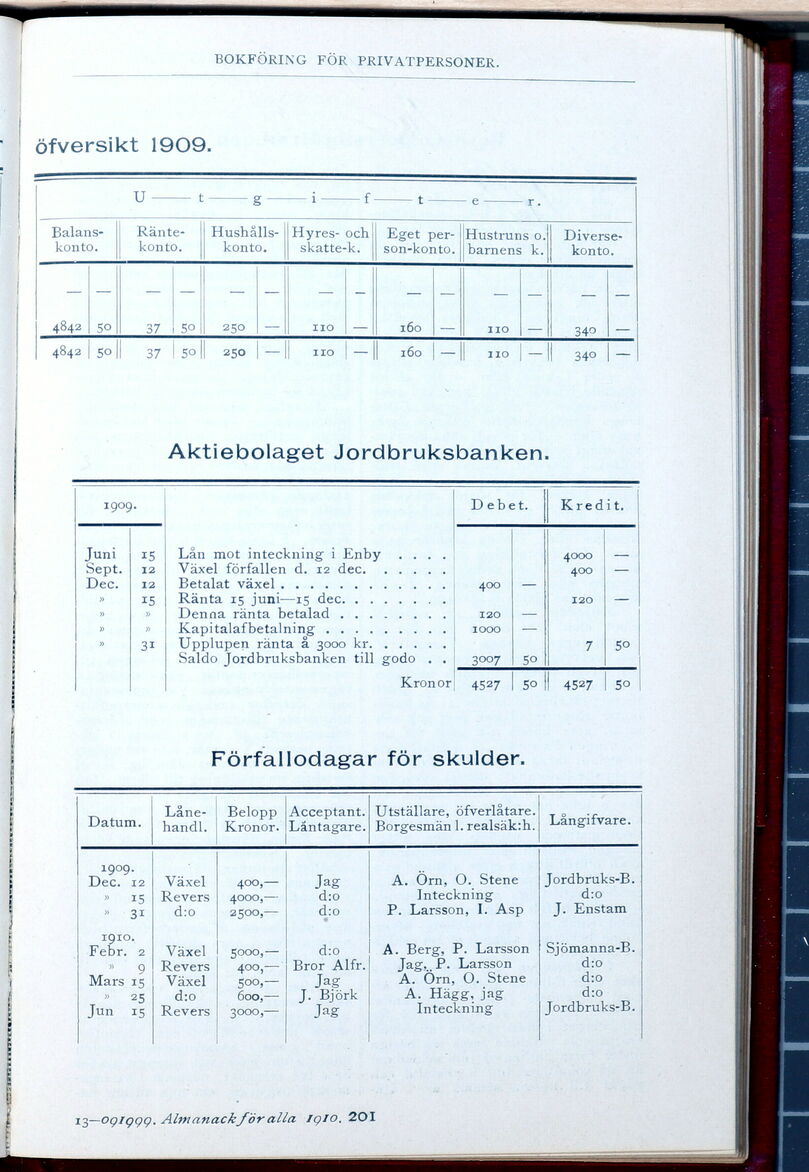 BOKFÖRING FÖR PRIVATPERSONER.
öfversikt 1909.
U — t — g — i — f — t — e — r.
Balans-konto. Ränte-konto. Hushålls-konto. Hyres- och skatte-k. Eget per-son-konto. Hustruns o. barnens k. Diverse-konto.
— — — — — — — — — — — — — —
4842 50 37 50 250 — 110 — 160 — 110 — 340 —
4842 50 37 50 250 — 110 — 160 — 110 — 340 —
Aktiebolaget Jordbruksbanken.
1909. Debet. Kredit.
Juni 15 Lån mot inteckning i Enby . . . . 4000 —
Sept. 12 Växel förfallen d. 12 dec. . . . . . 400 —
Dec. 12 Betalat växel . . . . . . . . . . . . 400 —
» 15 Ränta 15 juni—15 dec. . . . . . . . 120 —
» » Denna ränta betalad . . . . . . . . 120 —
» » Kapitalafbetalning . . . . . . . . . 1000 —
» 31 Upplupen ränta å 3000 kr. . . . . . 7 50
Saldo Jordbruksbanken till godo . . 3007 50
Kronor 4527 50 4527 50
Förfallodagar för skulder.
Datum. Låne-handl. Belopp Kronor. Acceptant. Låntagare. Utställare, öfverlåtare. Borgesmän l. realsäk:h. Långifvare.
1909.
Dec. 12 Växel 400,— Jag A. Örn, O. Stene Jordbruks-B.
» 15 Revers 4000,— d:o Inteckning d:o
» 31 d:o 2500,— d:o P. Larsson, I. Asp J. Enstam
1910.
Febr. 2 Växel 5000,— d:o A. Berg, P. Larsson Sjömanna-B.
» 9 Revers 400,— Bror Alfr. Jag, P. Larsson d:o
Mars 15 Växel 500,— Jag A. Örn, O. Stene d:o
» 25 d:o 600,— J. Björk A. Hägg, jag d:o
Jun 15 Revers 3000,— Jag Inteckning Jordbruks-B.
13—091999. Almanack för alla 1910. 201